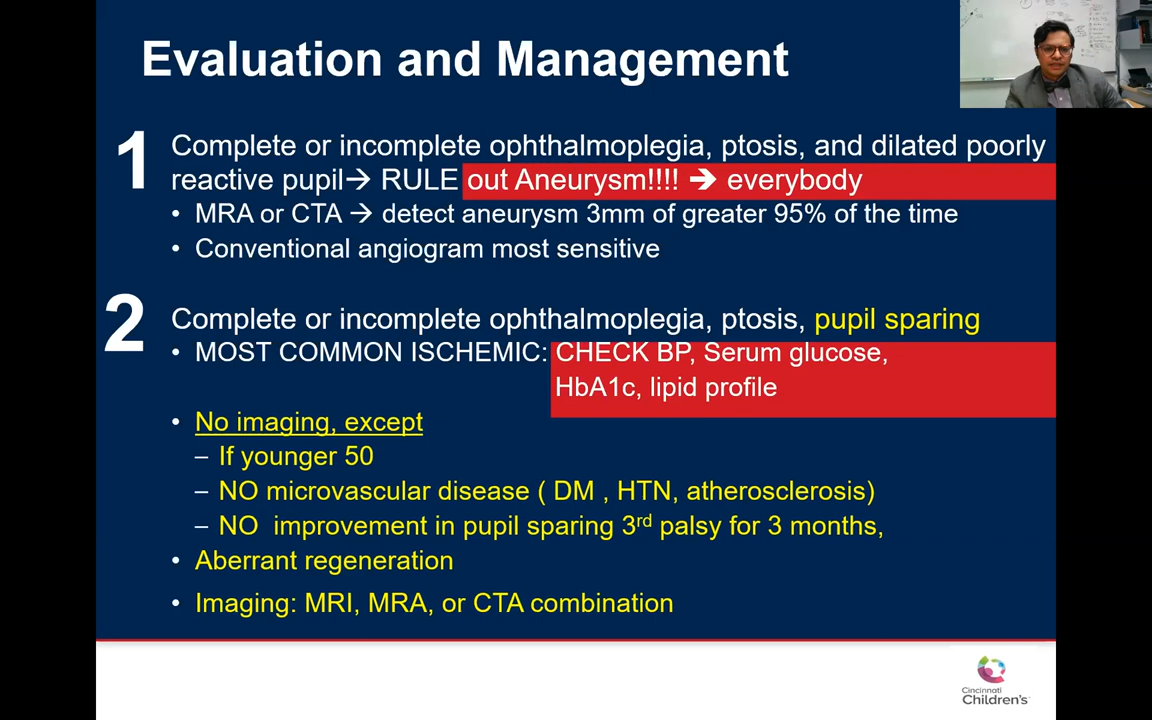 Evaluation and Management
1
Complete or incomplete ophthalmoplegia, ptosis, and dilated poorly
reactive pupil→ RULE out Aneurysm!!!! ➔ everybody
• MRA or CTA → detect aneurysm 3mm of greater 95% of the time
• Conventional angiogram most sensitive
2
Complete or incomplete ophthalmoplegia, ptosis, pupil sparing
• MOST COMMON ISCHEMIC: CHECK BP, Serum glucose,
HbA1c, lipid profile
• No imaging, except
– If younger 50
– NO microvascular disease ( DM , HTN, atherosclerosis)
– NO improvement in pupil sparing 3rd palsy for 3 months,
• Aberrant regeneration
• Imaging: MRI, MRA, or CTA combination
Cincinnati
Children's